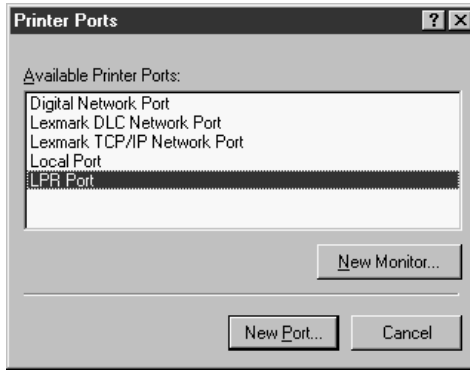 Printer Ports
Available Printer Ports:
Digital Network Port
Lexmark DLC Network Port
Lexmark TCP/IP Network Port
Local Port
LPR Port
New Monitor...
New Port...
Cancel